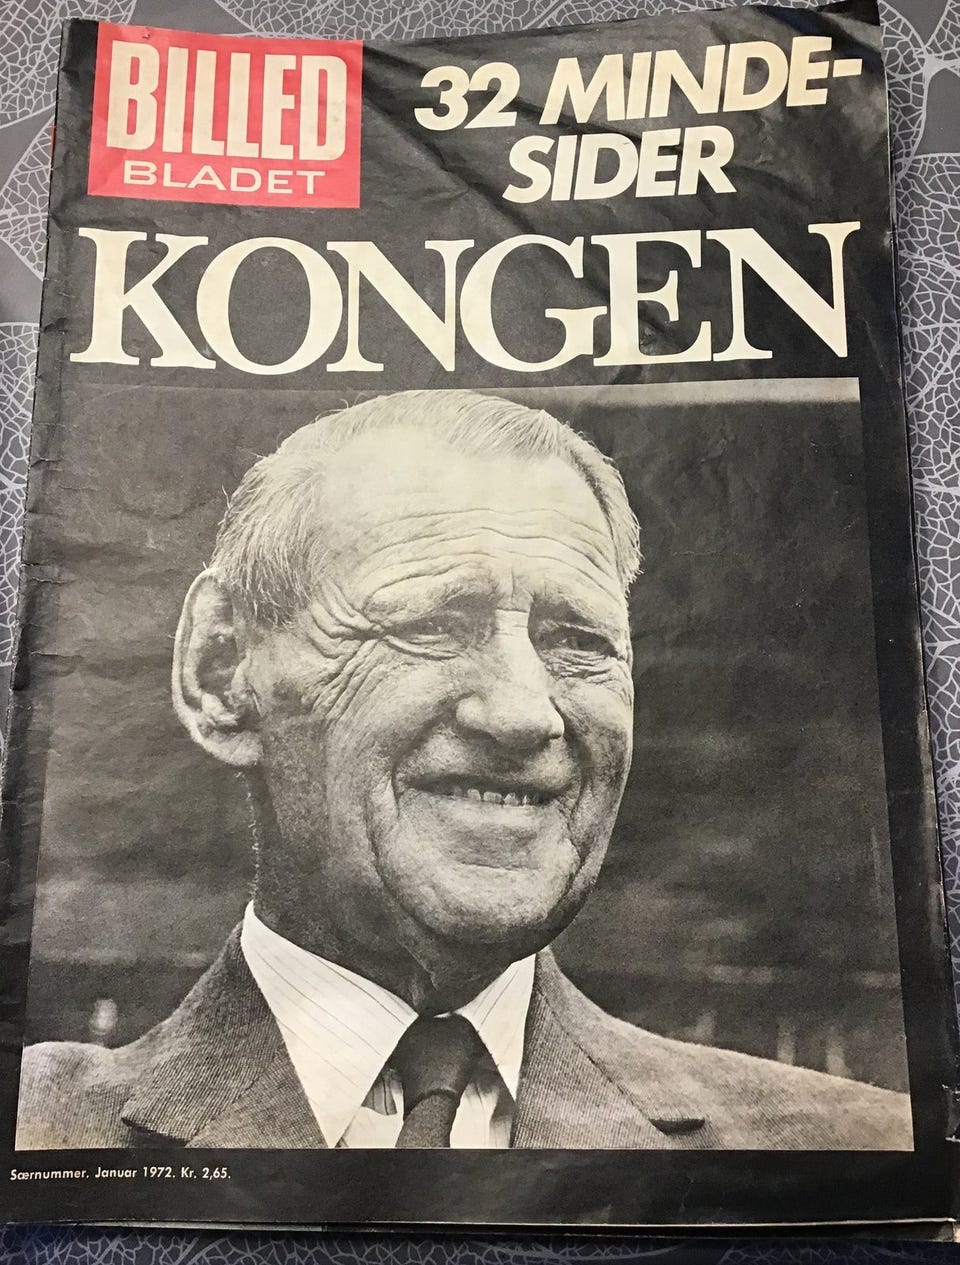 BILLED
BLADET
32 MINDE-
SIDER
KONGEN
Særnummer. Januar 1972. Kr. 2,65.